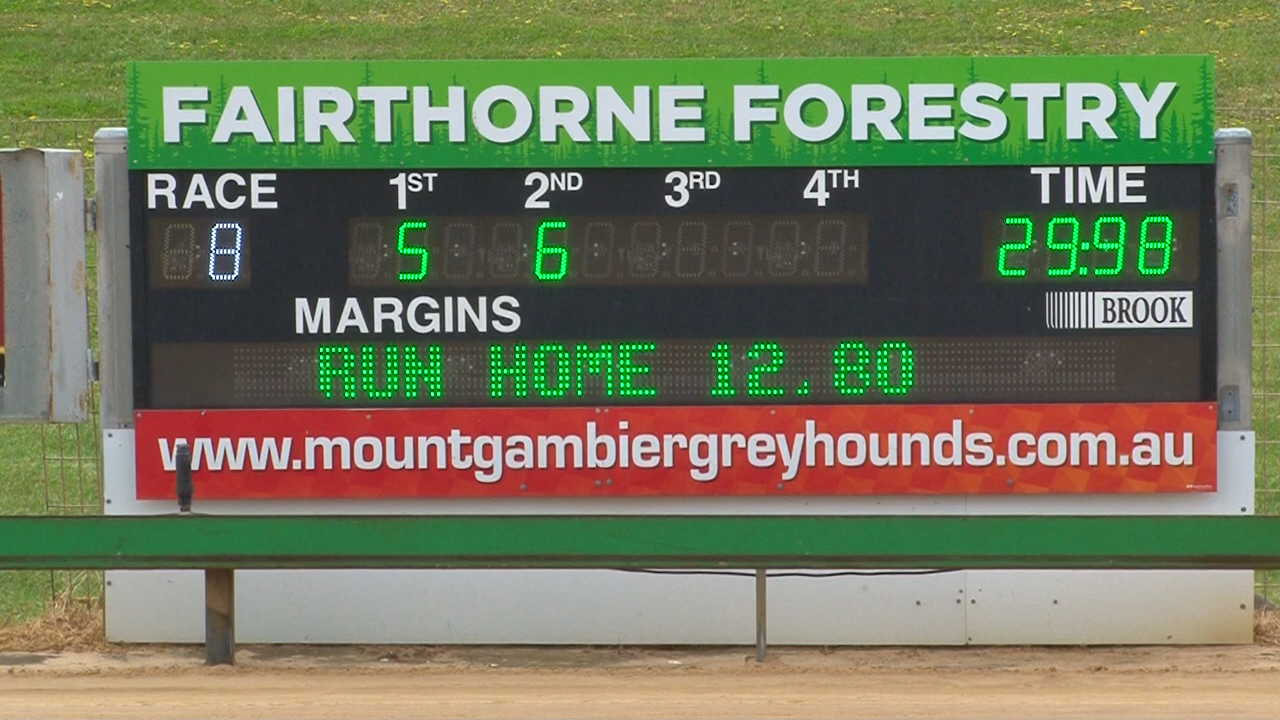 FAIRTHORNE FORESTRY
RACE 1ST 2ND 3RD 4TH TIME
8 5 6 29:98
MARGINS
BROOK
RUN HOME 12.80
www.mountgambiergreyhounds.com.au